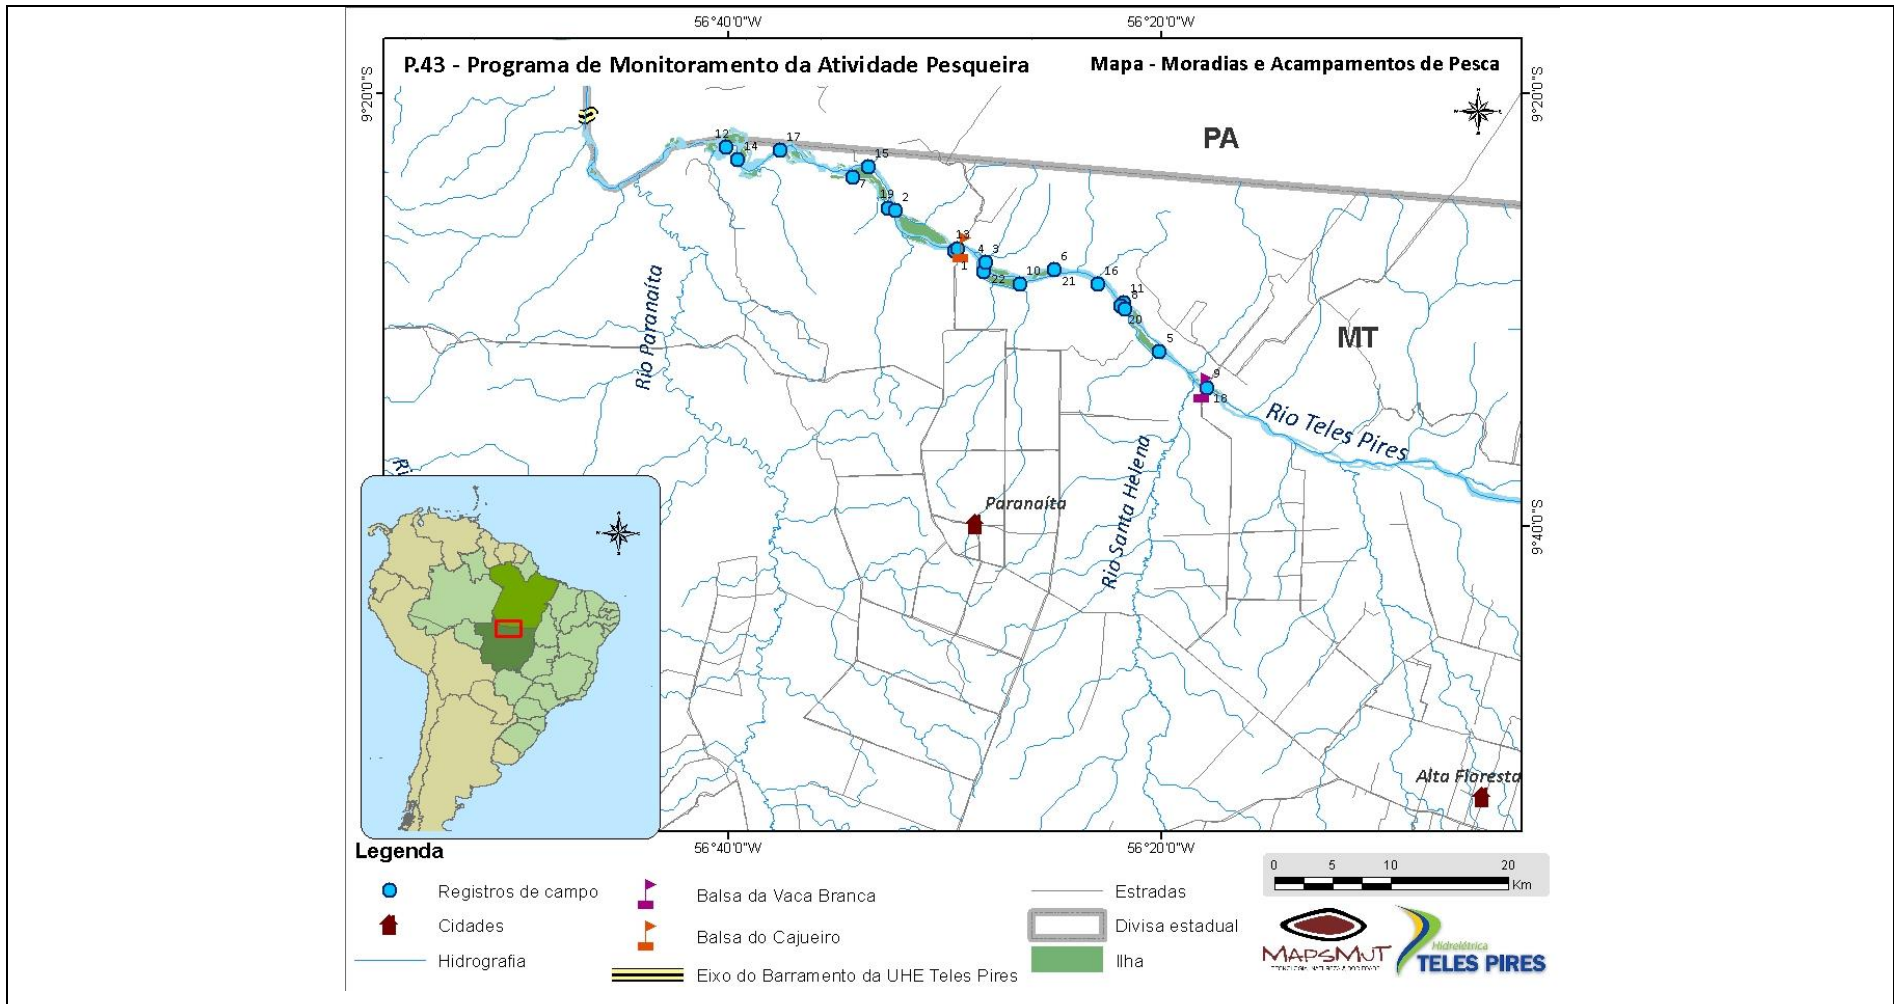 56°40'0"W
56°20'0"W
P.43 - Programa de Monitoramento da Atividade Pesqueira
Mapa - Moradias e Acampamentos de Pesca
9°20'0"S
9°20'0"S
PA
12
14
17
15
7
19
2
13
1
4
3
22
10
6
21
16
11
8
20
5
9
18
MT
Rio Paranaíta
Rio Teles Pires
Rio Santa Helena
Paranaíta
9°40'0"S
Alta Floresta
56°40'0"W
56°20'0"W
Legenda
Registros de campo
Cidades
Hidrografia
Balsa da Vaca Branca
Balsa do Cajueiro
Eixo do Barramento da UHE Teles Pires
Estradas
Divisa estadual
Ilha
0 5 10 20
Km
MAPSMUT
TECNOLOGIA, NATUREZA & SOCIEDADE
Hidrelétrica
TELES PIRES